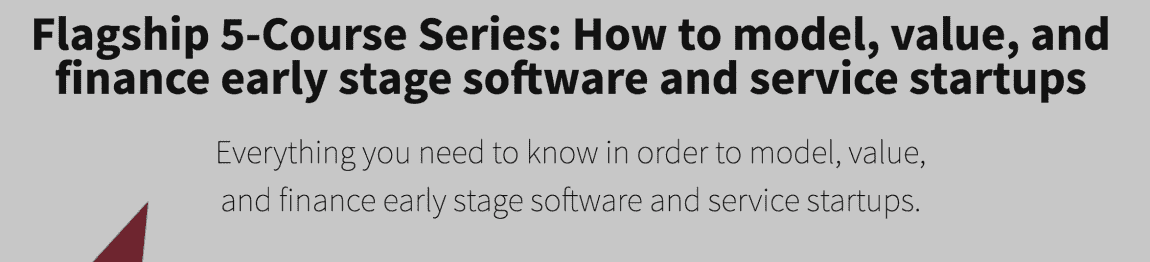 Flagship 5-Course Series: How to model, value, and
finance early stage software and service startups
Everything you need to know in order to model, value,
and finance early stage software and service startups.